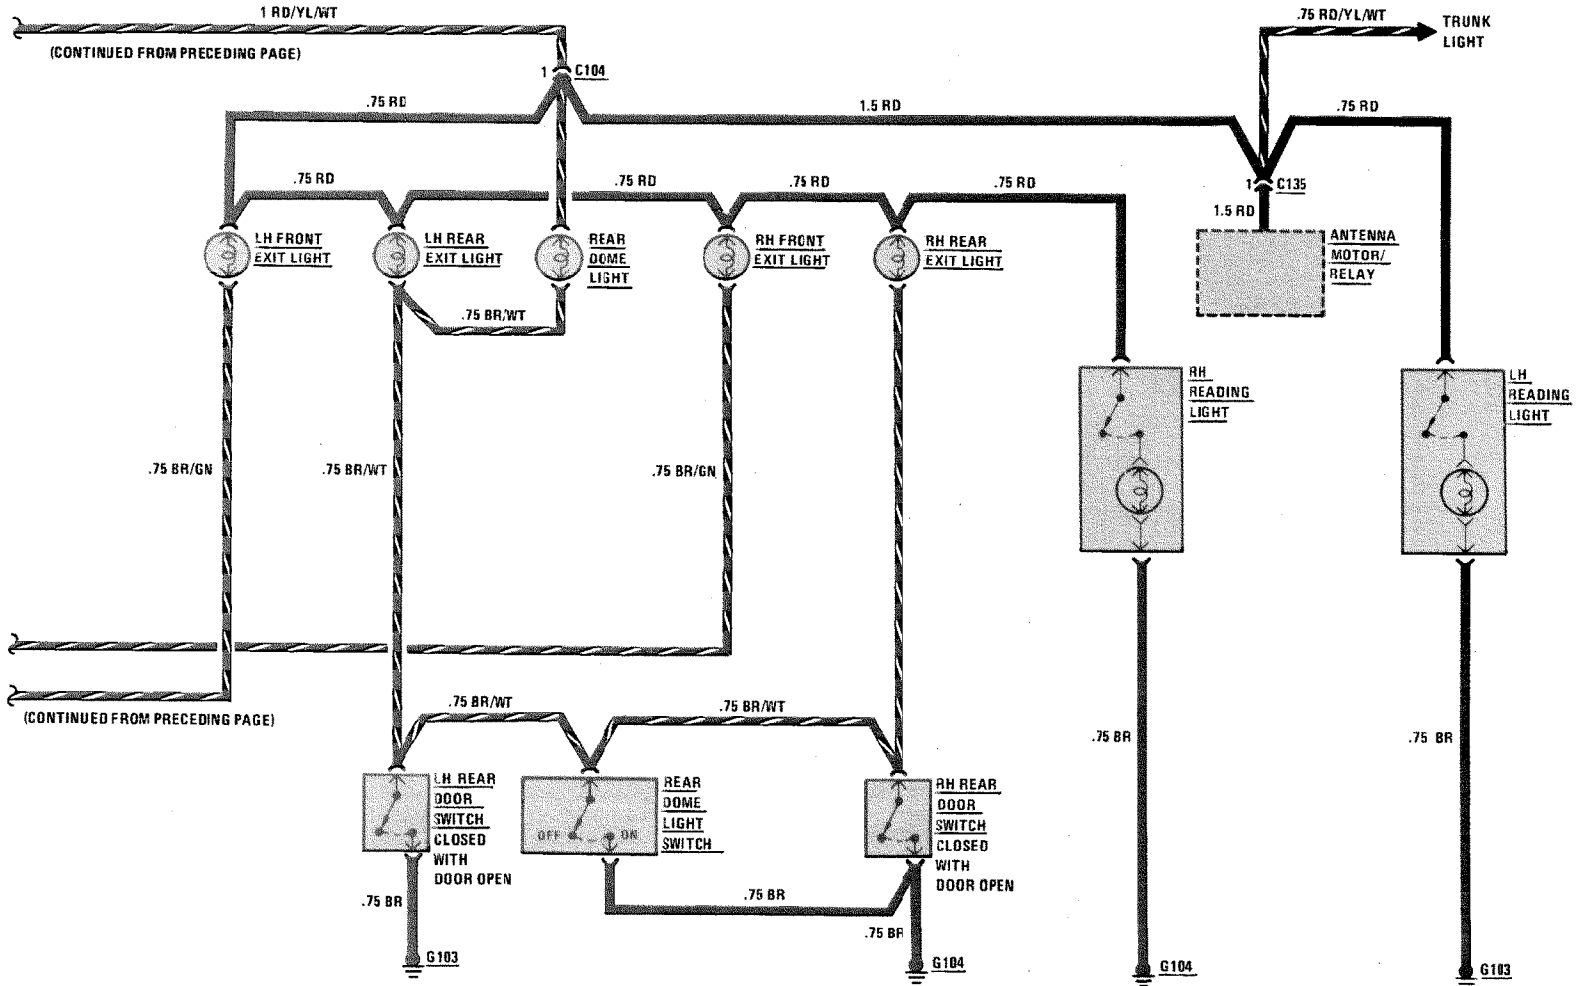 1 RD/YL/WT
(CONTINUED FROM PRECEDING PAGE)
.75 RD/YL/WT
TRUNK
LIGHT
1 C104
.75 RD
1.5 RD
.75 RD
.75 RD
.75 RD
.75 RD
.75 RD
1 C135
1.5 RD
LH FRONT
EXIT LIGHT
LH REAR
EXIT LIGHT
REAR
DOME
LIGHT
RH FRONT
EXIT LIGHT
RH REAR
EXIT LIGHT
ANTENNA
MOTOR/
RELAY
.75 BR/WT
RH
READING
LIGHT
LH
READING
LIGHT
.75 BR/GN
.75 BR/WT
.75 BR/GN
(CONTINUED FROM PRECEDING PAGE)
.75 BR/WT
.75 BR/WT
.75 BR
.75 BR
LH REAR
DOOR
SWITCH
CLOSED
WITH
DOOR OPEN
OFF ON
REAR
DOME
LIGHT
SWITCH
RH REAR
DOOR
SWITCH
CLOSED
WITH
DOOR OPEN
.75 BR
.75 BR
.75 BR
G103
G104
G104
G103